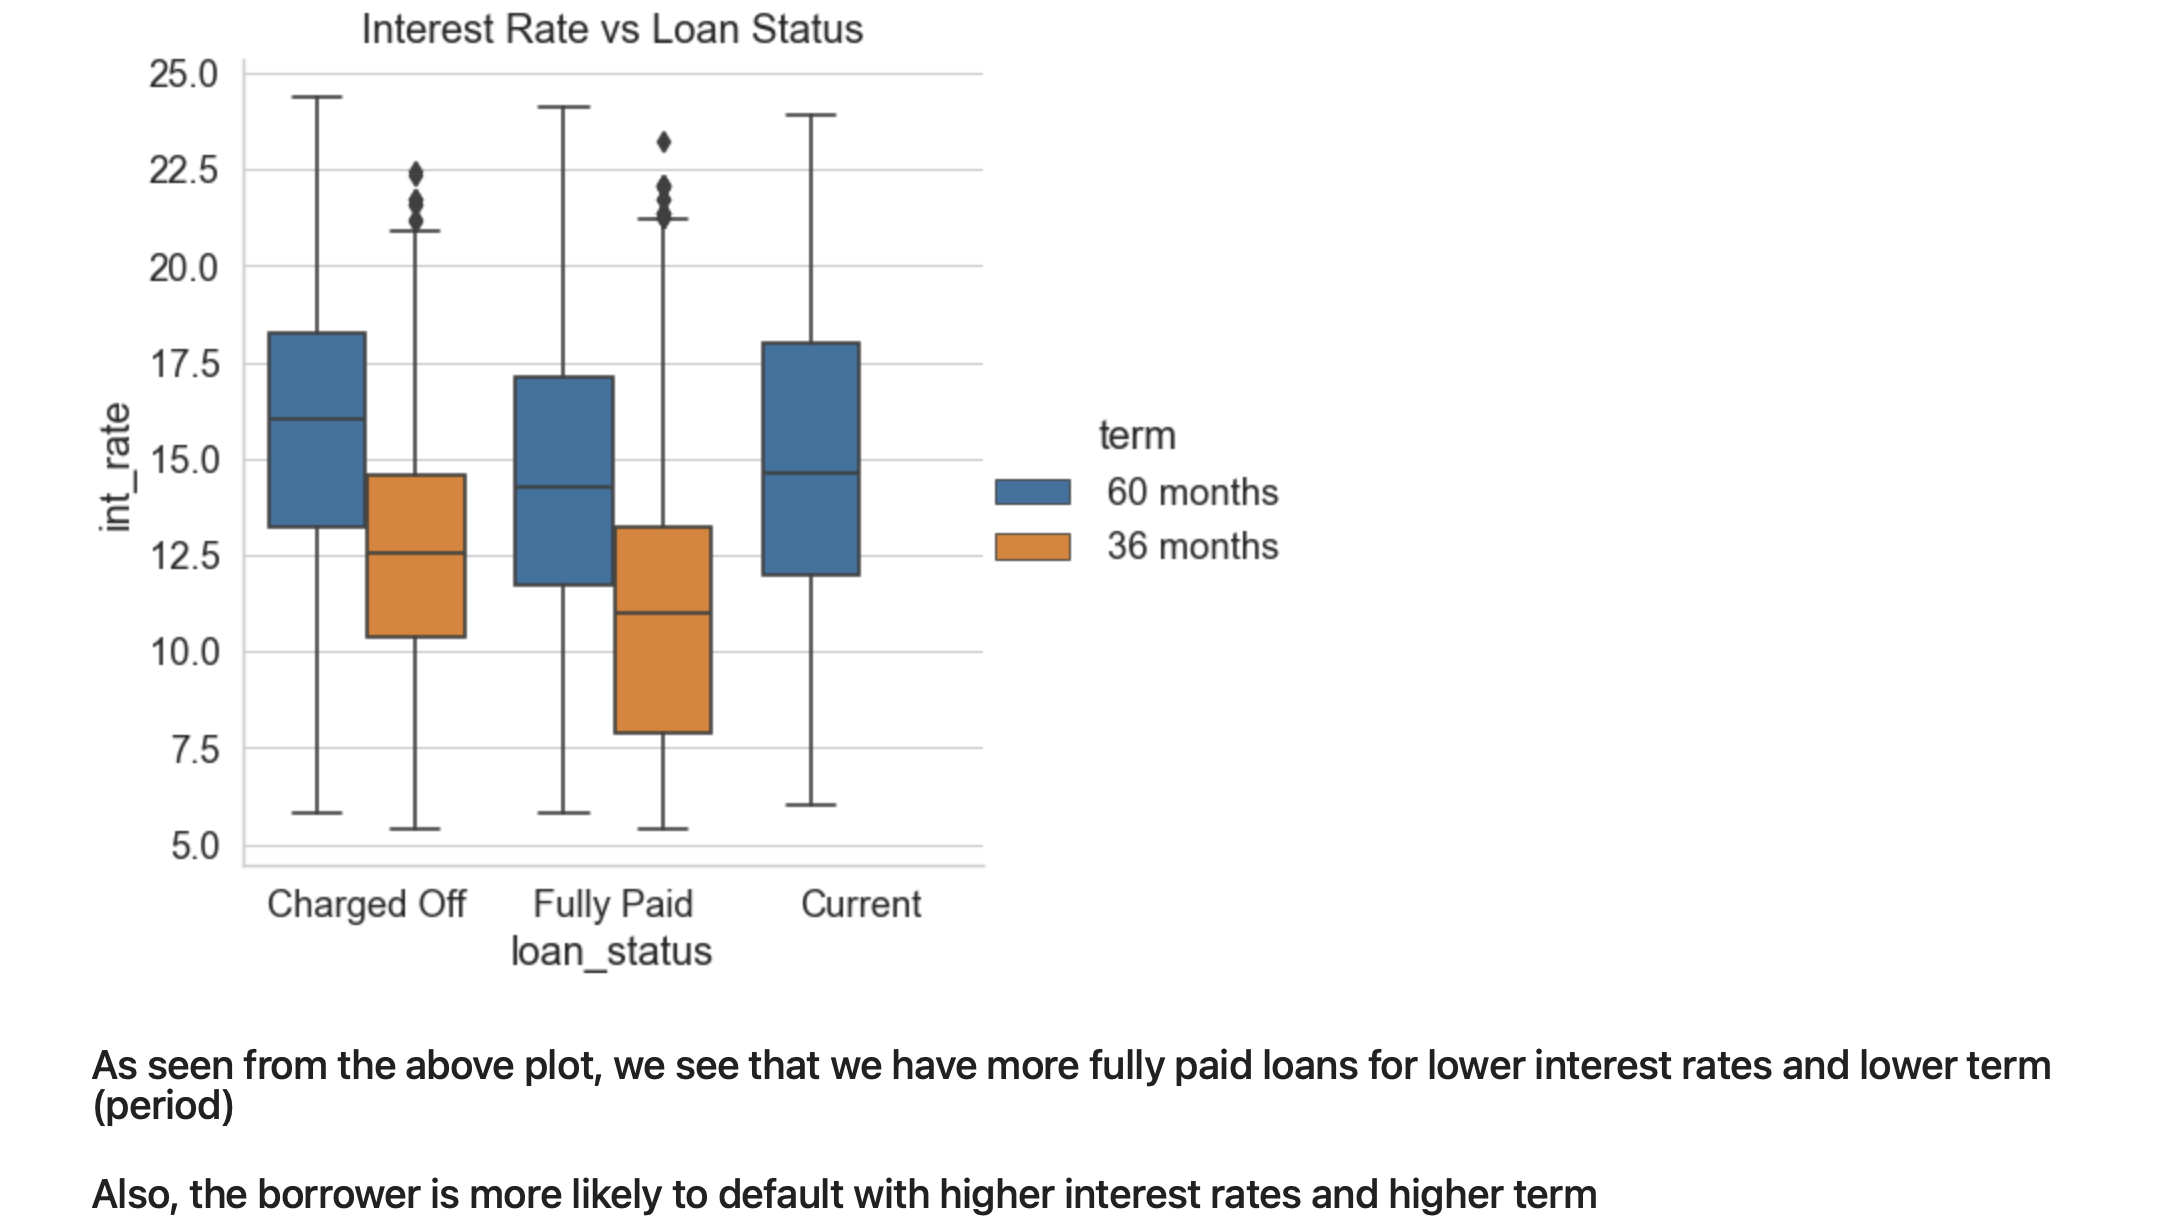 Interest Rate vs Loan Status
25.0
22.5
20.0
17.5
15.0
12.5
10.0
7.5
5.0
int_rate
Charged Off
Fully Paid
Current
loan_status
term
60 months
36 months
As seen from the above plot, we see that we have more fully paid loans for lower interest rates and lower term
(period)
Also, the borrower is more likely to default with higher interest rates and higher term